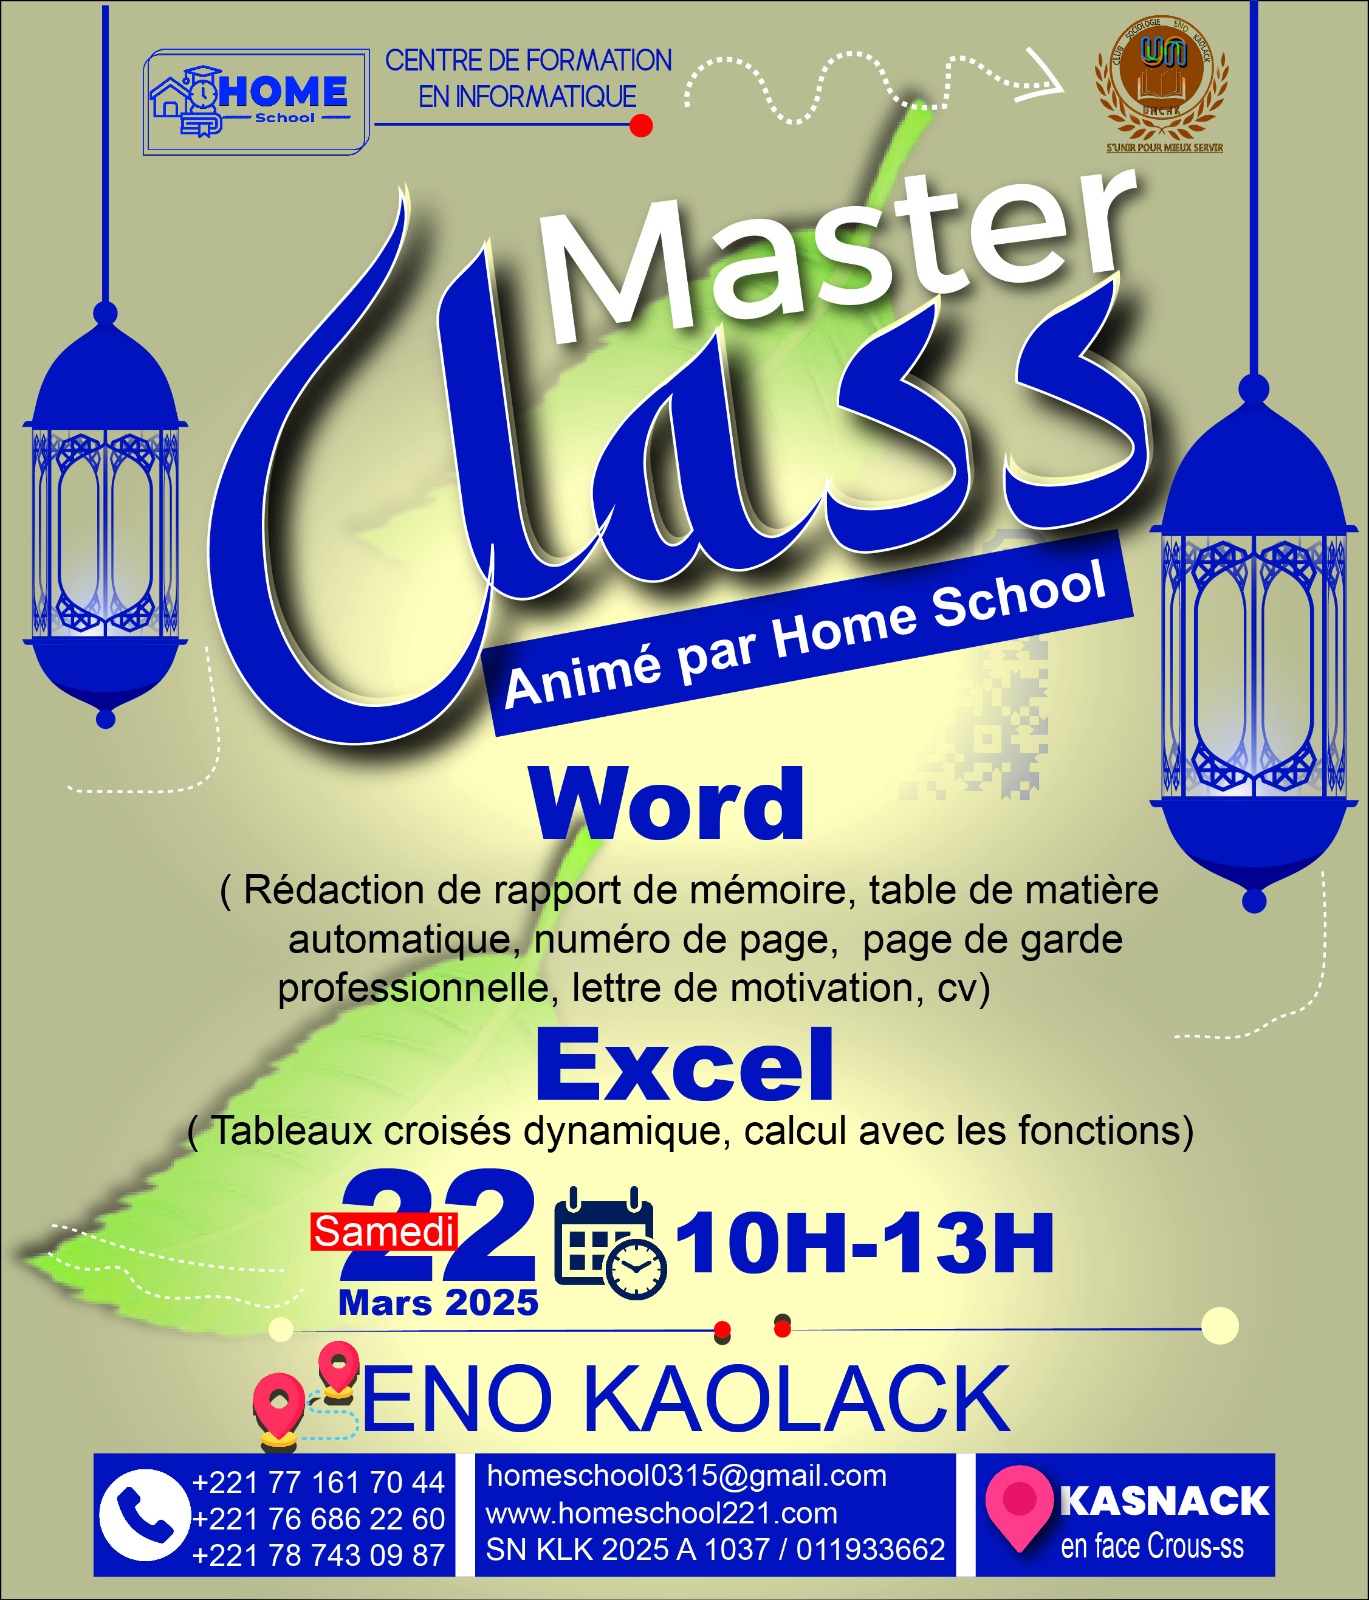 HOME
School
CENTRE DE FORMATION
EN INFORMATIQUE
CLUB SOCIOLOGIE ENO KAOLACK
UN
UNCHK
S'UNIR POUR MIEUX SERVIR
Master
Class
Animé par Home School
Word
( Rédaction de rapport de mémoire, table de matière
automatique, numéro de page, page de garde
professionnelle, lettre de motivation, cv)
Excel
( Tableaux croisés dynamique, calcul avec les fonctions)
22
Samedi
Mars 2025
10H-13H
ENO KAOLACK
+221 77 161 70 44
+221 76 686 22 60
+221 78 743 09 87
homeschool0315@gmail.com
www.homeschool221.com
SN KLK 2025 A 1037 / 011933662
KASNACK
en face Crous-ss